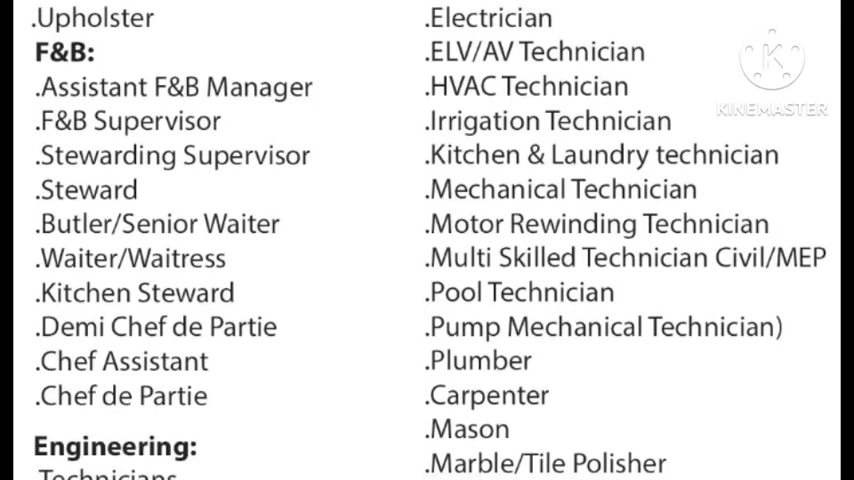 .Upholster
F&B:
.Assistant F&B Manager
.F&B Supervisor
.Stewarding Supervisor
.Steward
.Butler/Senior Waiter
.Waiter/Waitress
.Kitchen Steward
.Demi Chef de Partie
.Chef Assistant
.Chef de Partie
Engineering:
.Technicians
.Electrician
.ELV/AV Technician
.HVAC Technician
.Irrigation Technician
.Kitchen & Laundry technician
.Mechanical Technician
.Motor Rewinding Technician
.Multi Skilled Technician Civil/MEP
.Pool Technician
.Pump Mechanical Technician)
.Plumber
.Carpenter
.Mason
.Marble/Tile Polisher
K
KINEMASTER